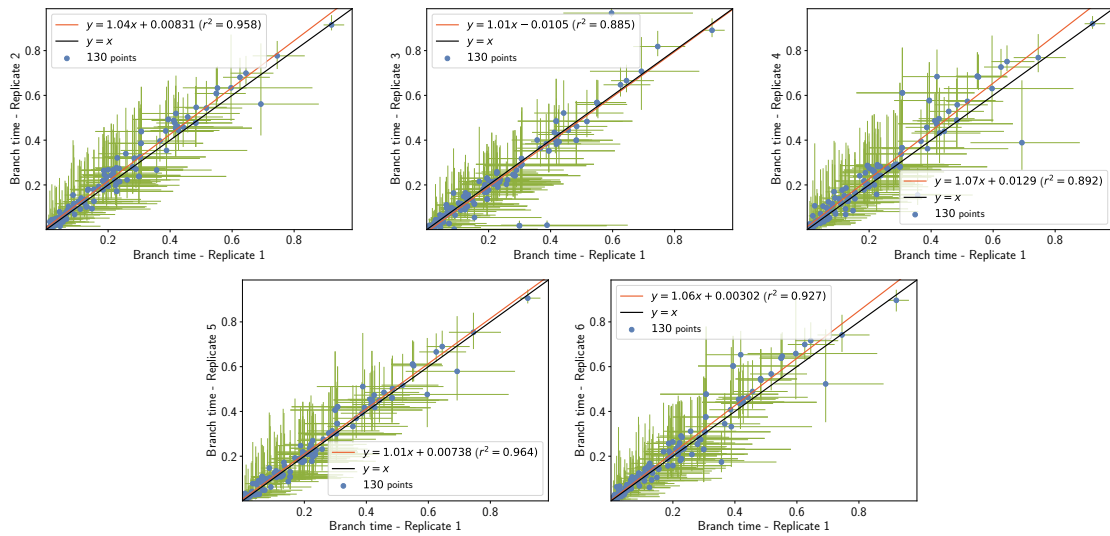 y = 1.04x + 0.00831 (r² = 0.958)
y = x
130 points
0.8
0.6
0.4
0.2
0.2 0.4 0.6 0.8
Branch time - Replicate 1
Branch time - Replicate 2
y = 1.01x − 0.0105 (r² = 0.885)
y = x
130 points
0.8
0.6
0.4
0.2
0.2 0.4 0.6 0.8
Branch time - Replicate 1
Branch time - Replicate 3
0.8
0.6
0.4
0.2
y = 1.07x + 0.0129 (r² = 0.892)
y = x
130 points
0.2 0.4 0.6 0.8
Branch time - Replicate 1
Branch time - Replicate 4
0.8
0.6
0.4
0.2
y = 1.01x + 0.00738 (r² = 0.964)
y = x
130 points
0.2 0.4 0.6 0.8
Branch time - Replicate 1
Branch time - Replicate 5
y = 1.06x + 0.00302 (r² = 0.927)
y = x
130 points
0.8
0.6
0.4
0.2
0.2 0.4 0.6 0.8
Branch time - Replicate 1
Branch time - Replicate 6